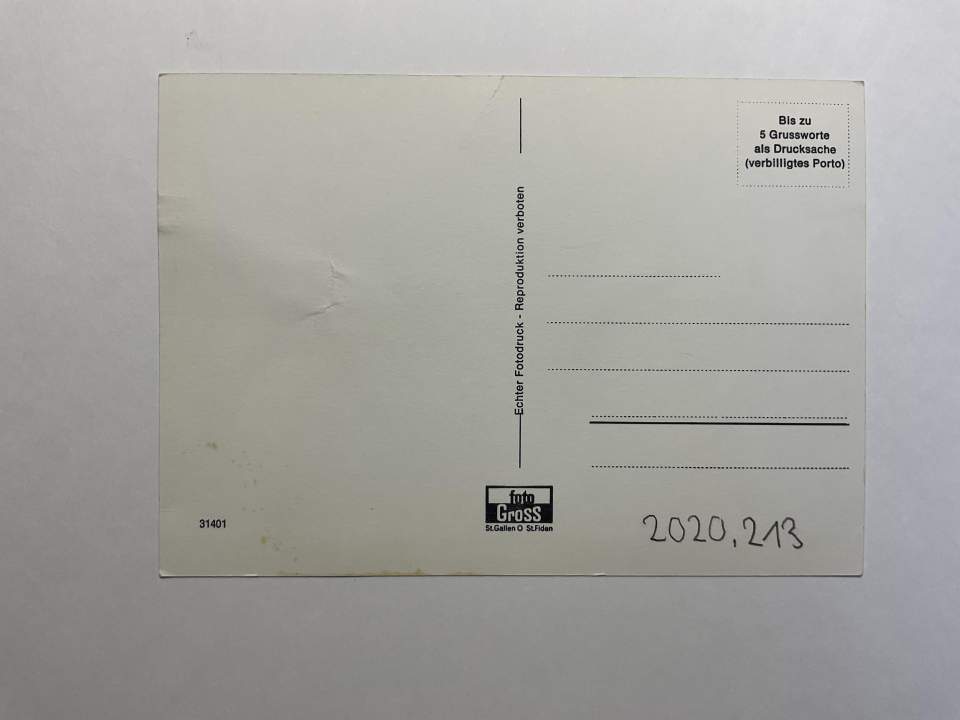 Bis zu
5 Grussworte
als Drucksache
(verbilligtes Porto)
Echter Fotodruck - Reproduktion verboten
31401
foto
Gross
St.Gallen O St.Fiden
2020.213